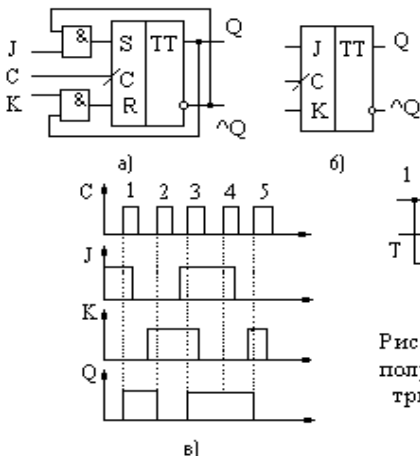 & S TT Q
J
C C
K & R ^Q
а)
J TT Q
C
K ^Q
б)
C 1 2 3 4 5
J
K
Q
в)
1
T
Рис
полу
три